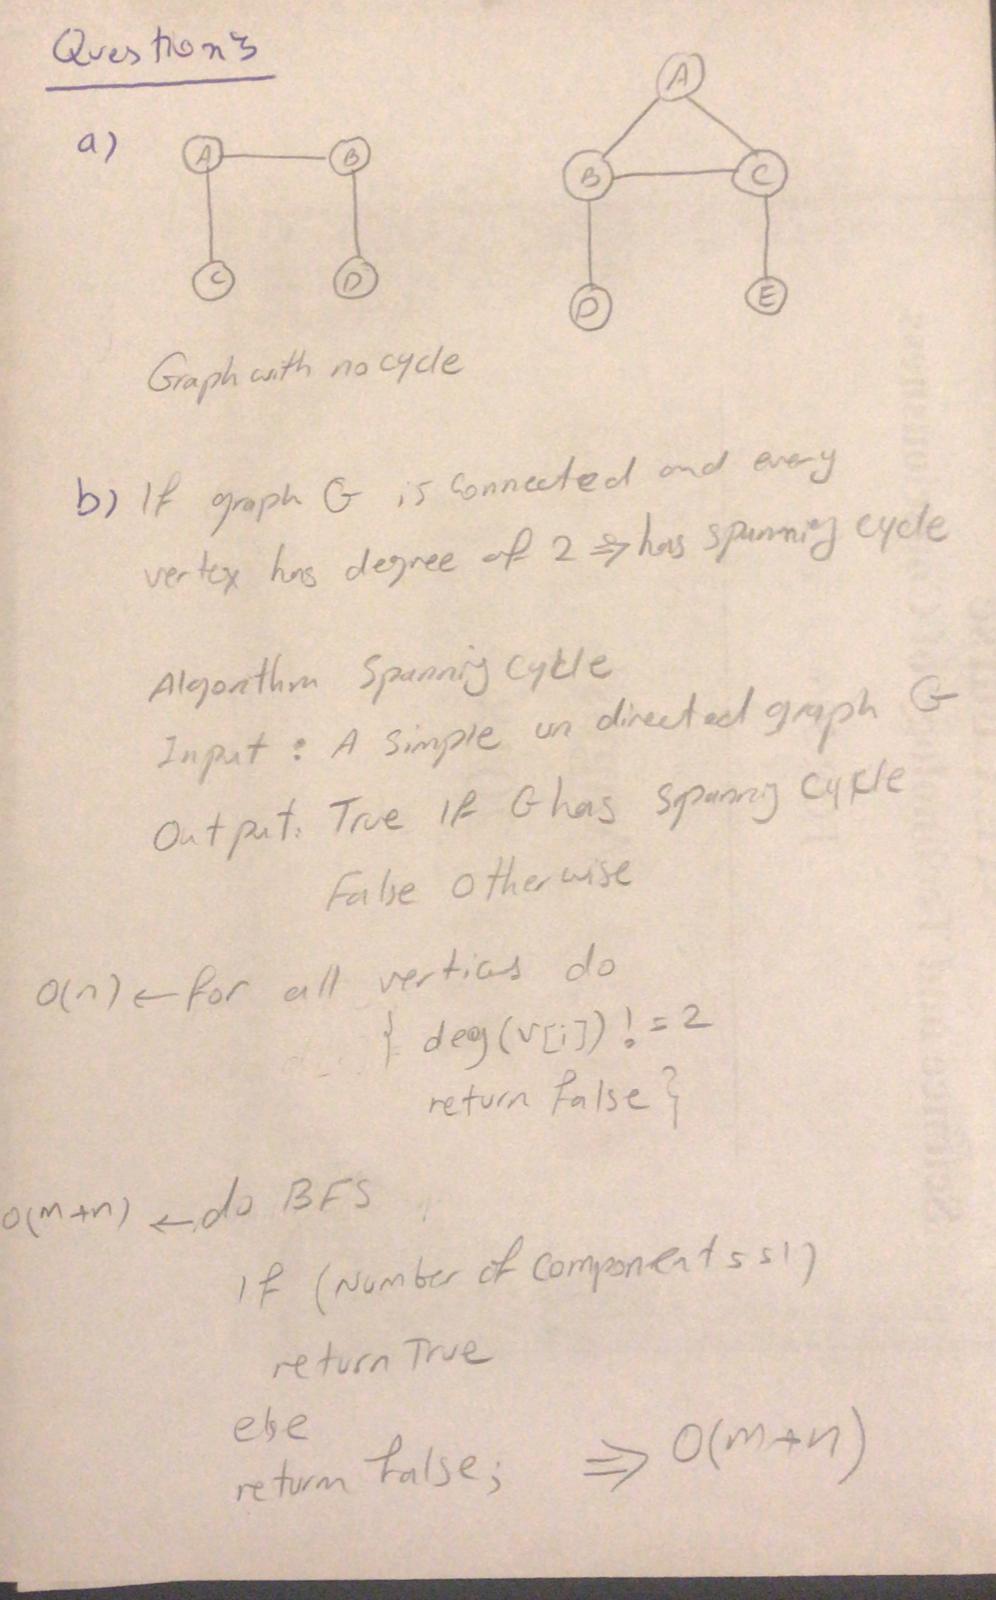 Question 3
a)
A B
C D
A
B C
D E
Graph with no cycle
b) If graph G is connected and every
vertex has degree of 2 ⇒ has spanning cycle
Algorithm Spannig cycle
Input : A simple un directed graph G
Output: True If G has spannig cycle
False otherwise
O(n) ← for all vertices do
{ deg(v[i]) != 2
return false }
O(m+n) ← do BFS
If (Number of components == 1)
return True
else
return false; ⇒ O(m+n)